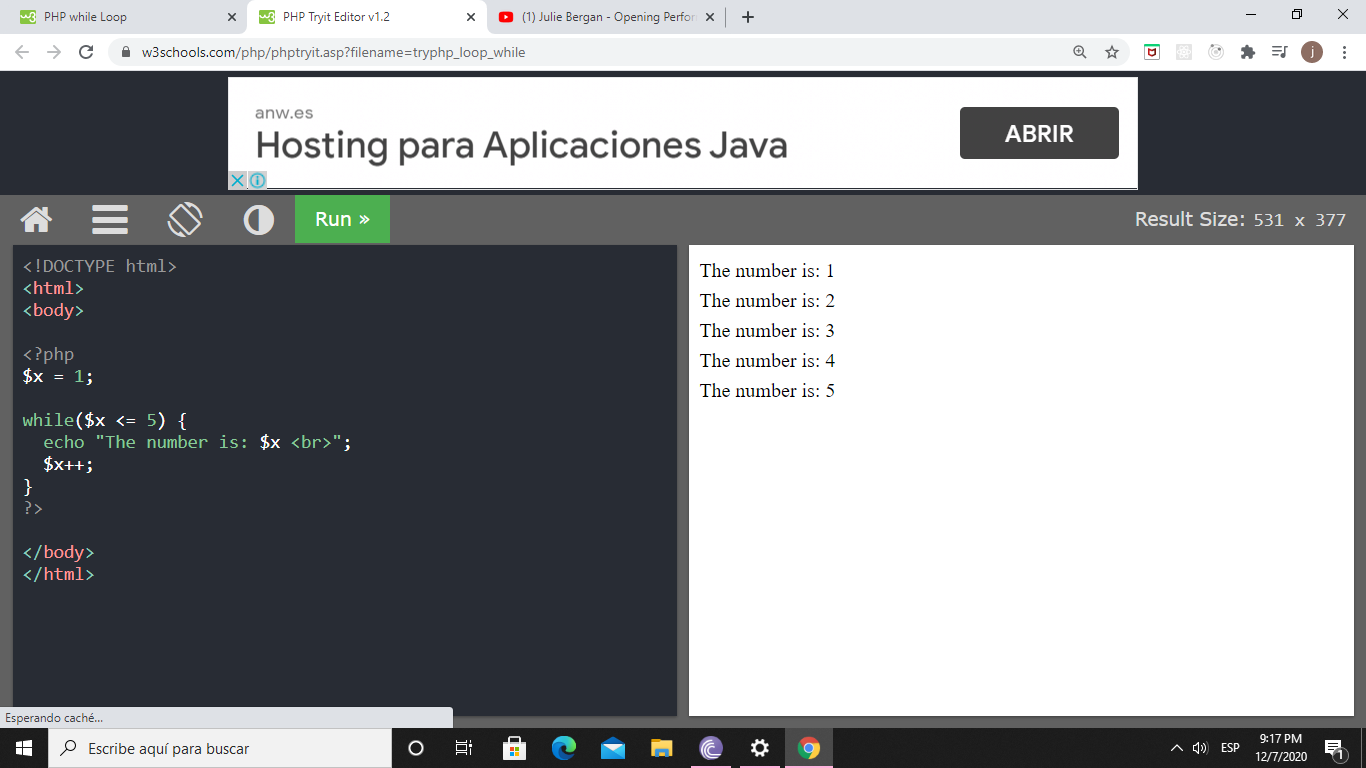 PHP while Loop
PHP Tryit Editor v1.2
(1) Julie Bergan - Opening Perfor
w3schools.com/php/phptryit.asp?filename=tryphp_loop_while
j
anw.es
Hosting para Aplicaciones Java
ABRIR
Run »
Result Size: 531 x 377
<!DOCTYPE html>
<html>
<body>
<?php
$x = 1;
while($x <= 5) {
  echo "The number is: $x <br>";
  $x++;
}
?>
</body>
</html>
The number is: 1
The number is: 2
The number is: 3
The number is: 4
The number is: 5
Esperando caché...
Escribe aquí para buscar
ESP
9:17 PM
12/7/2020
1